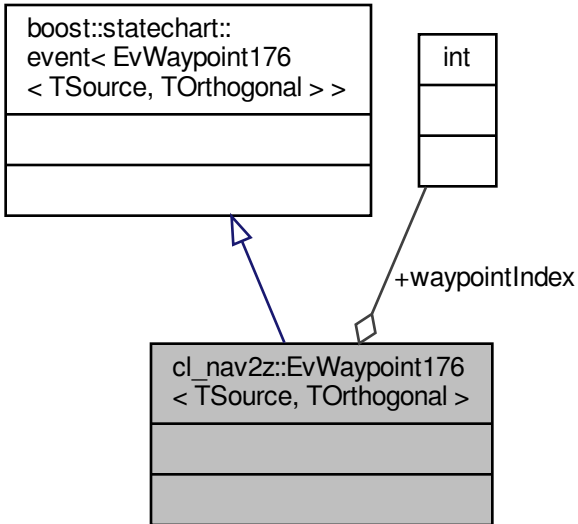 boost::statechart::
event< EvWaypoint176
< TSource, TOrthogonal > >
int
+waypointIndex
cl_nav2z::EvWaypoint176
< TSource, TOrthogonal >